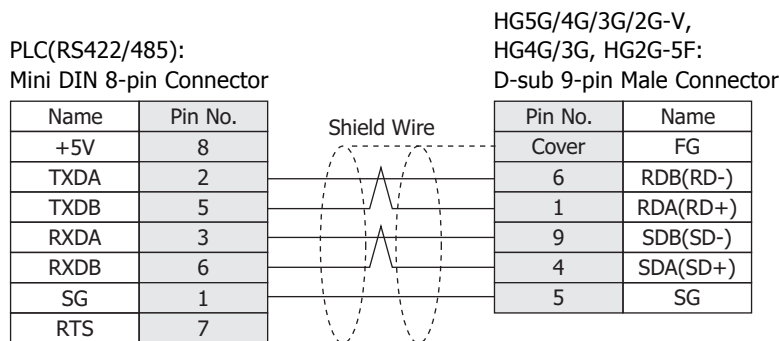 HG5G/4G/3G/2G-V,
PLC(RS422/485): HG4G/3G, HG2G-5F:
Mini DIN 8-pin Connector D-sub 9-pin Male Connector
Name Pin No. Shield Wire Pin No. Name
+5V 8 Cover FG
TXDA 2 6 RDB(RD-)
TXDB 5 1 RDA(RD+)
RXDA 3 9 SDB(SD-)
RXDB 6 4 SDA(SD+)
SG 1 5 SG
RTS 7